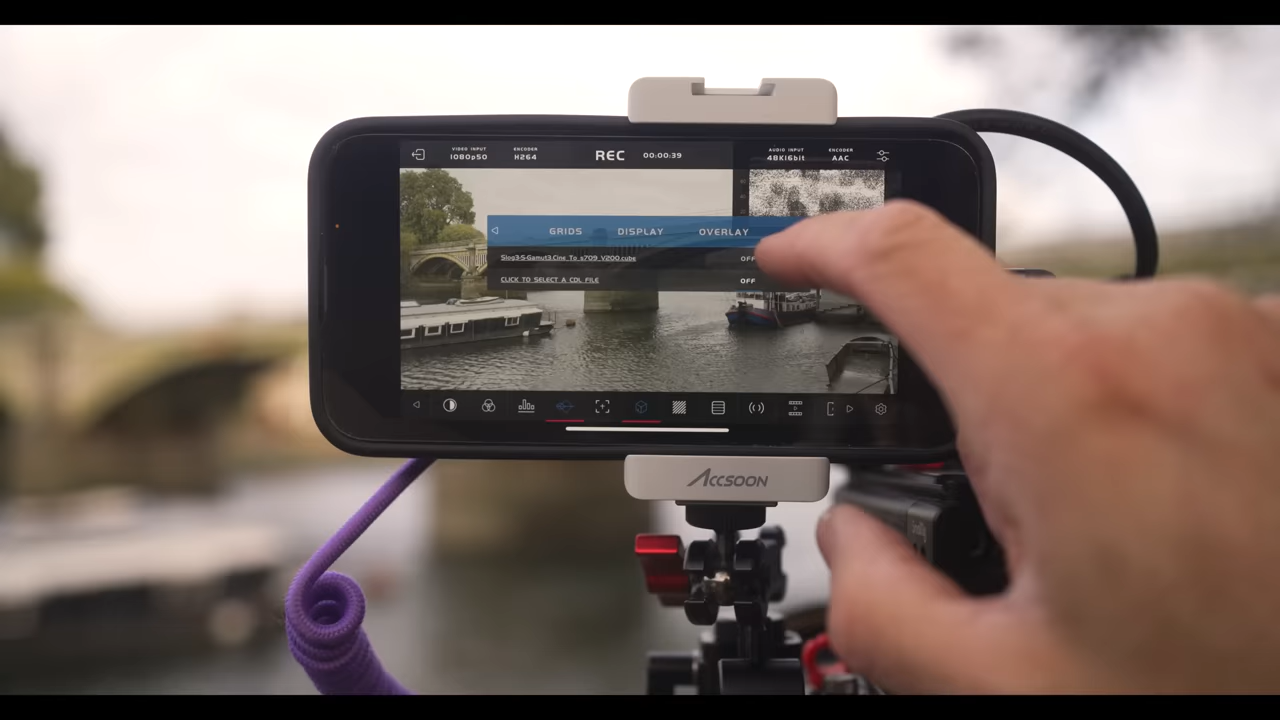 VIDEO INPUT
1080p50
ENCODER
H264
REC 00:00:39
AUDIO INPUT
48K16bit
ENCODER
AAC
GRIDS DISPLAY OVERLAY
Slog3-S-Gamut3.Cine_To_s709_V200.cube OFF
CLICK TO SELECT A CDL FILE OFF
ACCSOON